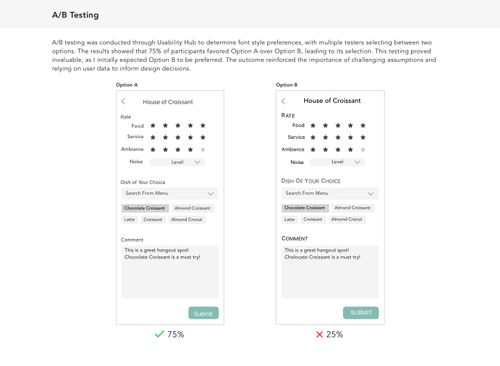 A/B Testing
A/B testing was conducted through Usability Hub to determine font style preferences, with multiple testers selecting between two
options. The results showed that 75% of participants favored Option A over Option B, leading to its selection. This testing proved
invaluable, as I initially expected Option B to be preferred. The outcome reinforced the importance of challenging assumptions and
relying on user data to inform design decisions.
Option A
House of Croissant
Rate
Food
Service
Ambiance
Noise
Level
Dish of Your Choice
Search From Menu
Chocolate Croissant
Almond Croissant
Latte
Croissant
Almond Cronut
Comment
This is a great hangout spot!
Chocolate Croissant is a must try!
Submit
75%
Option B
House of Croissant
RATE
Food
Service
Ambiance
Noise
Level
DISH OF YOUR CHOICE
Search From Menu
Chocolate Croissant
Almond Croissant
Latte
Croissant
Almond Cronut
COMMENT
This is a great hangout spot!
Cholocate Croissant is a must try!
SUBMIT
25%